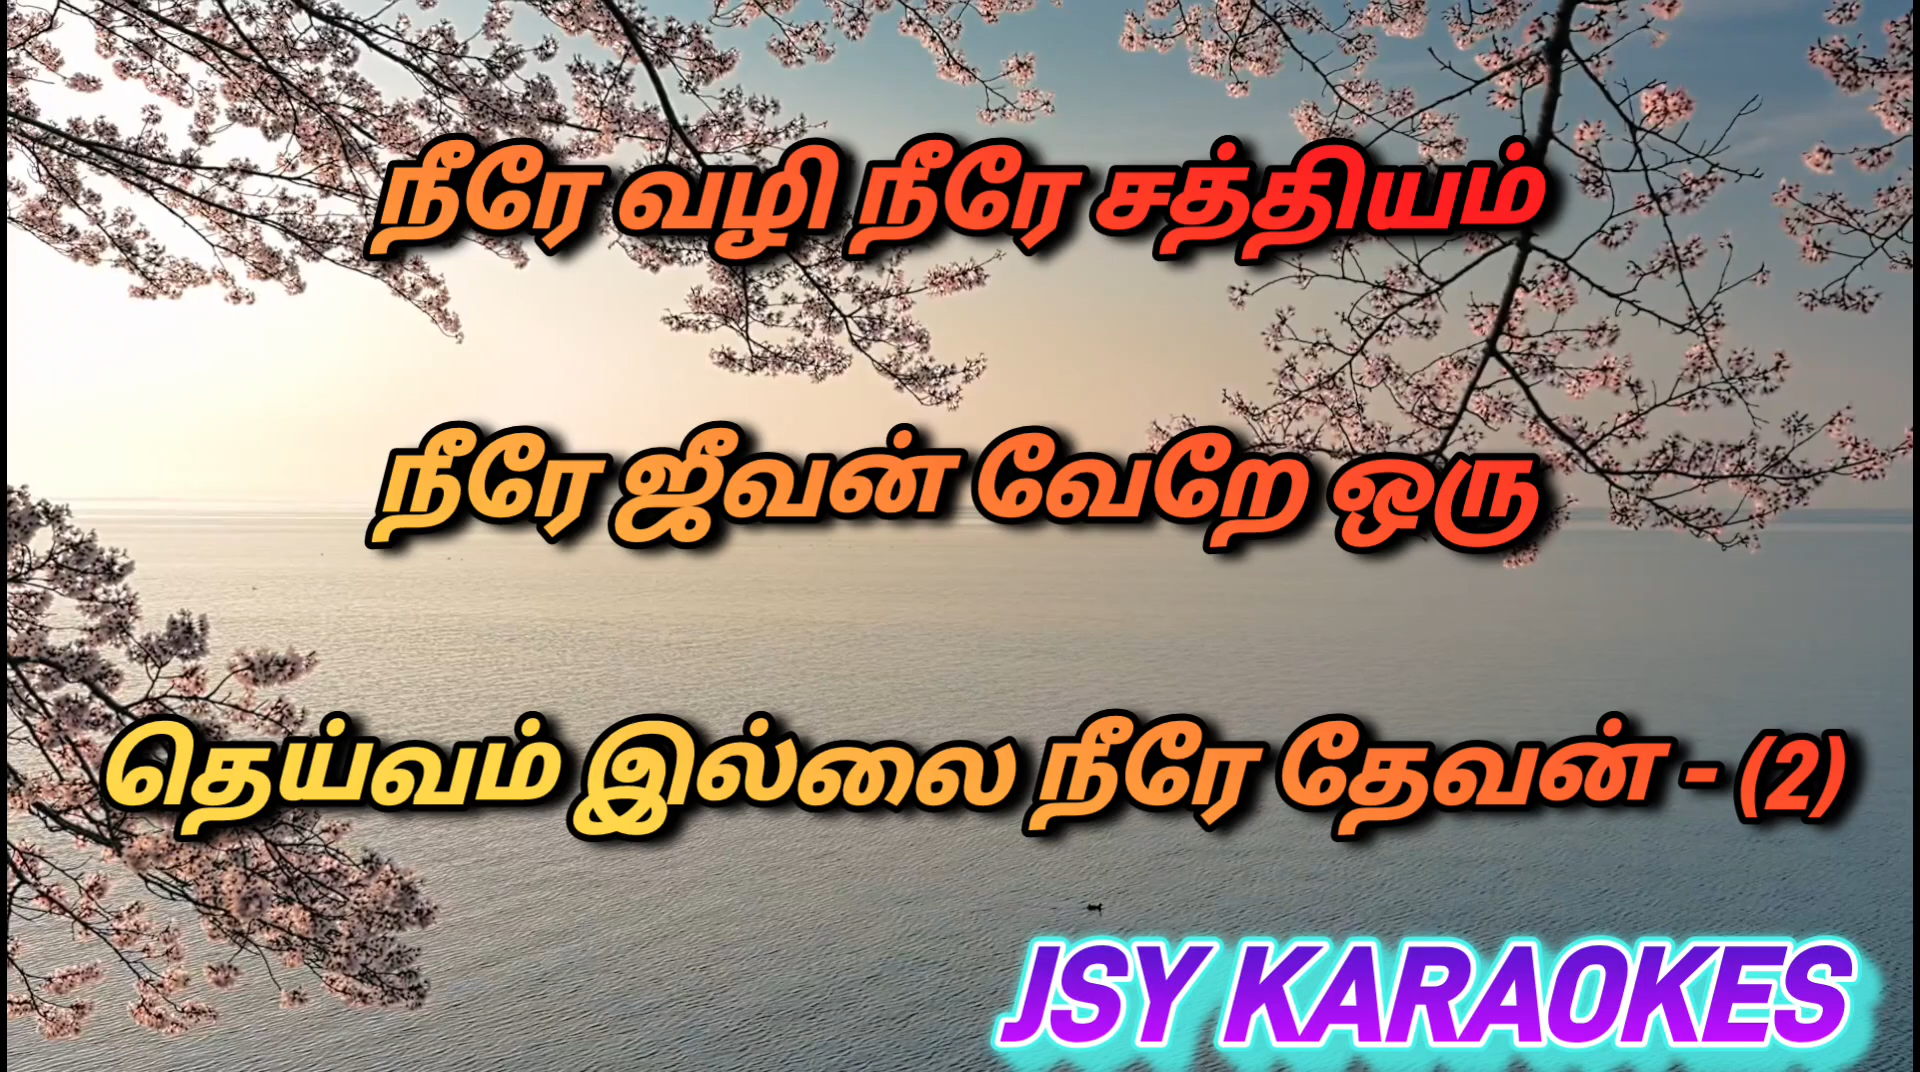 நீரே வழி நீரே சத்தியம்
நீரே ஜீவன் வேறே ஒரு
தெய்வம் இல்லை நீரே தேவன் - (2)
JSY KARAOKES